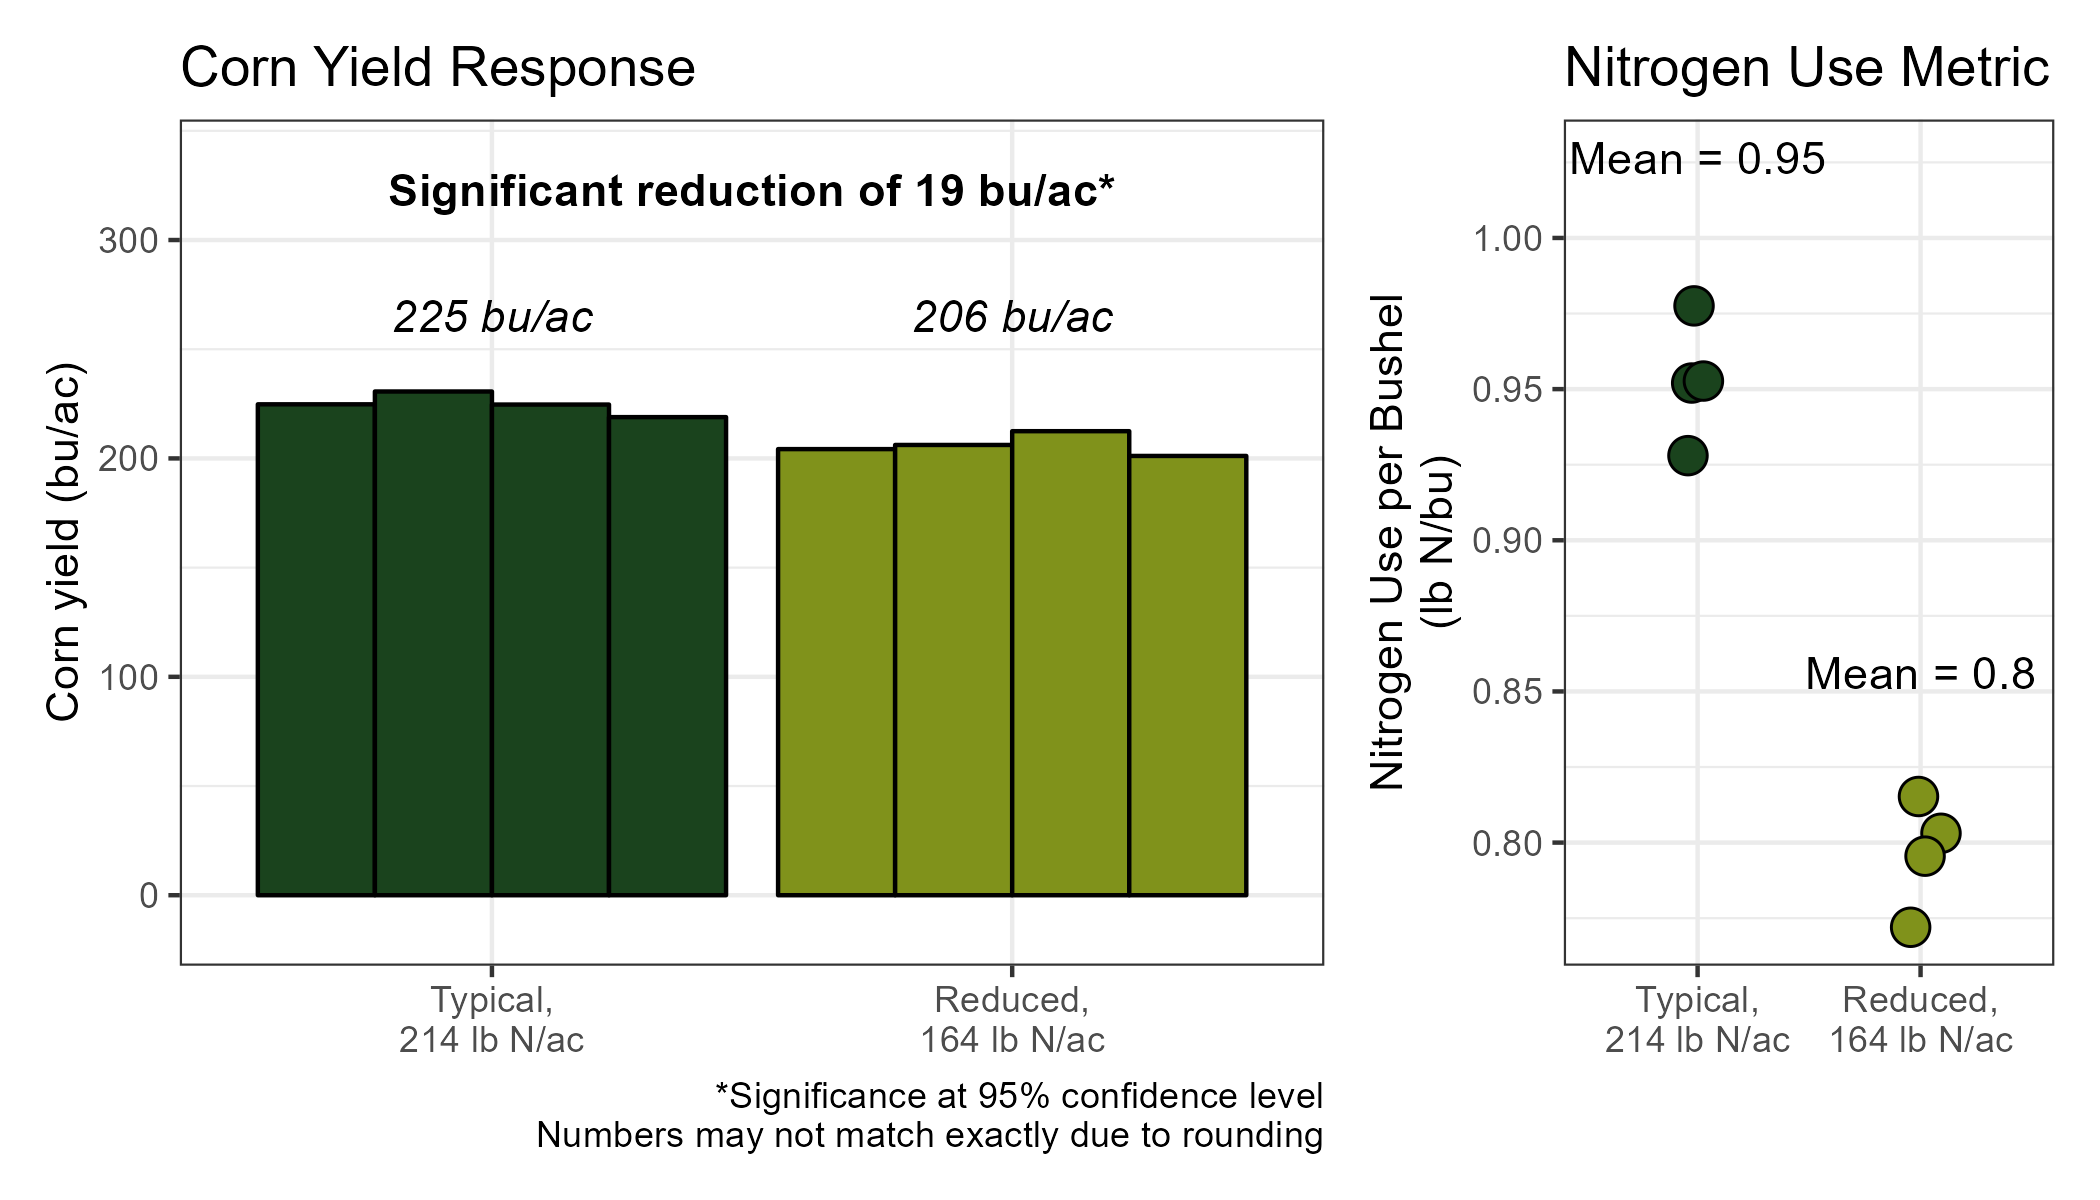 Corn Yield Response
Significant reduction of 19 bu/ac*
225 bu/ac
206 bu/ac
Corn yield (bu/ac)
300
200
100
0
Typical,
214 lb N/ac
Reduced,
164 lb N/ac
*Significance at 95% confidence level
Numbers may not match exactly due to rounding
Nitrogen Use Metric
Mean = 0.95
Mean = 0.8
Nitrogen Use per Bushel
(lb N/bu)
1.00
0.95
0.90
0.85
0.80
Typical,
214 lb N/ac
Reduced,
164 lb N/ac